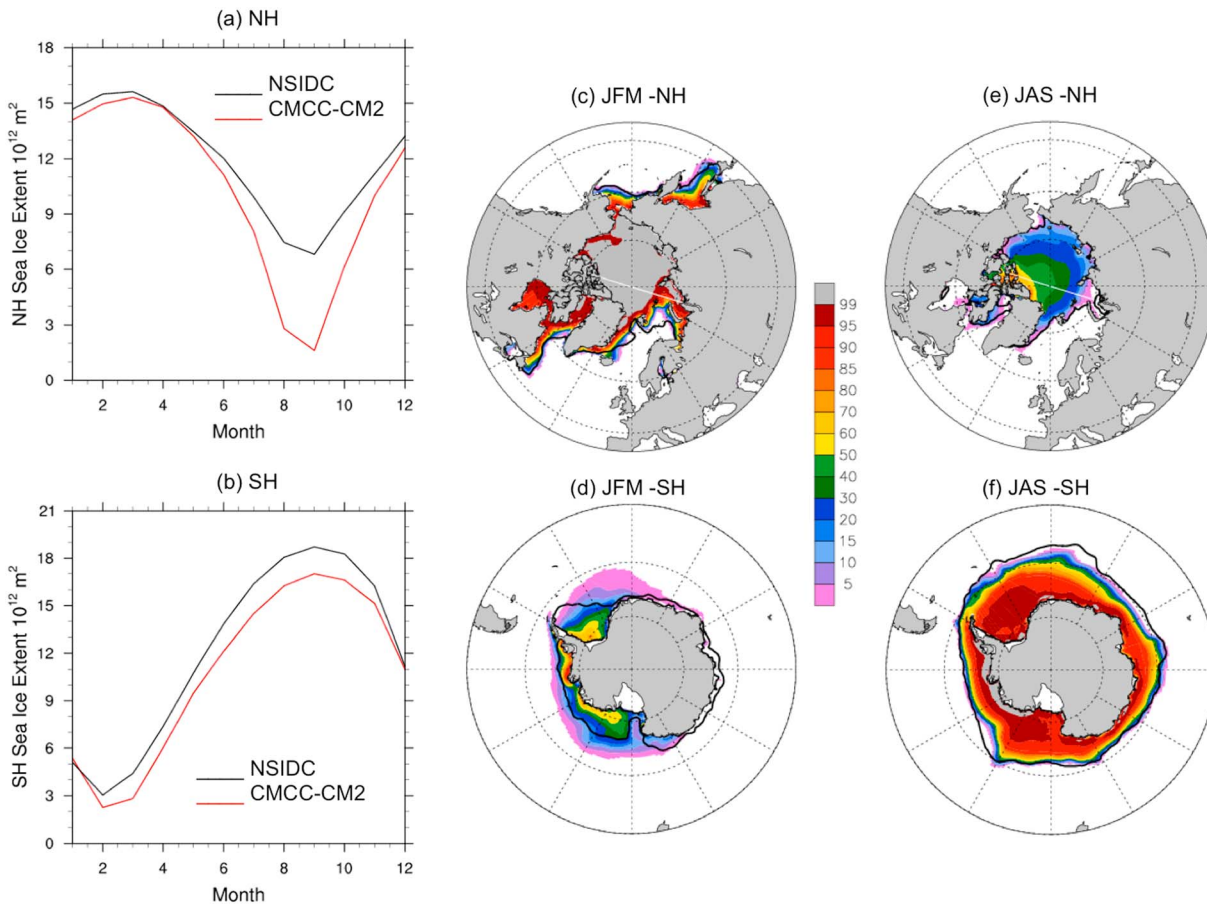 (a) NH
NH Sea Ice Extent 10¹² m²
18
15
12
9
6
3
0
NSIDC
CMCC-CM2
2
4
6
8
10
12
Month
(b) SH
SH Sea Ice Extent 10¹² m²
21
18
15
12
9
6
3
0
NSIDC
CMCC-CM2
2
4
6
8
10
12
Month
(c) JFM -NH
(d) JFM -SH
99
95
90
85
80
70
60
50
40
30
20
15
10
5
(e) JAS -NH
(f) JAS -SH